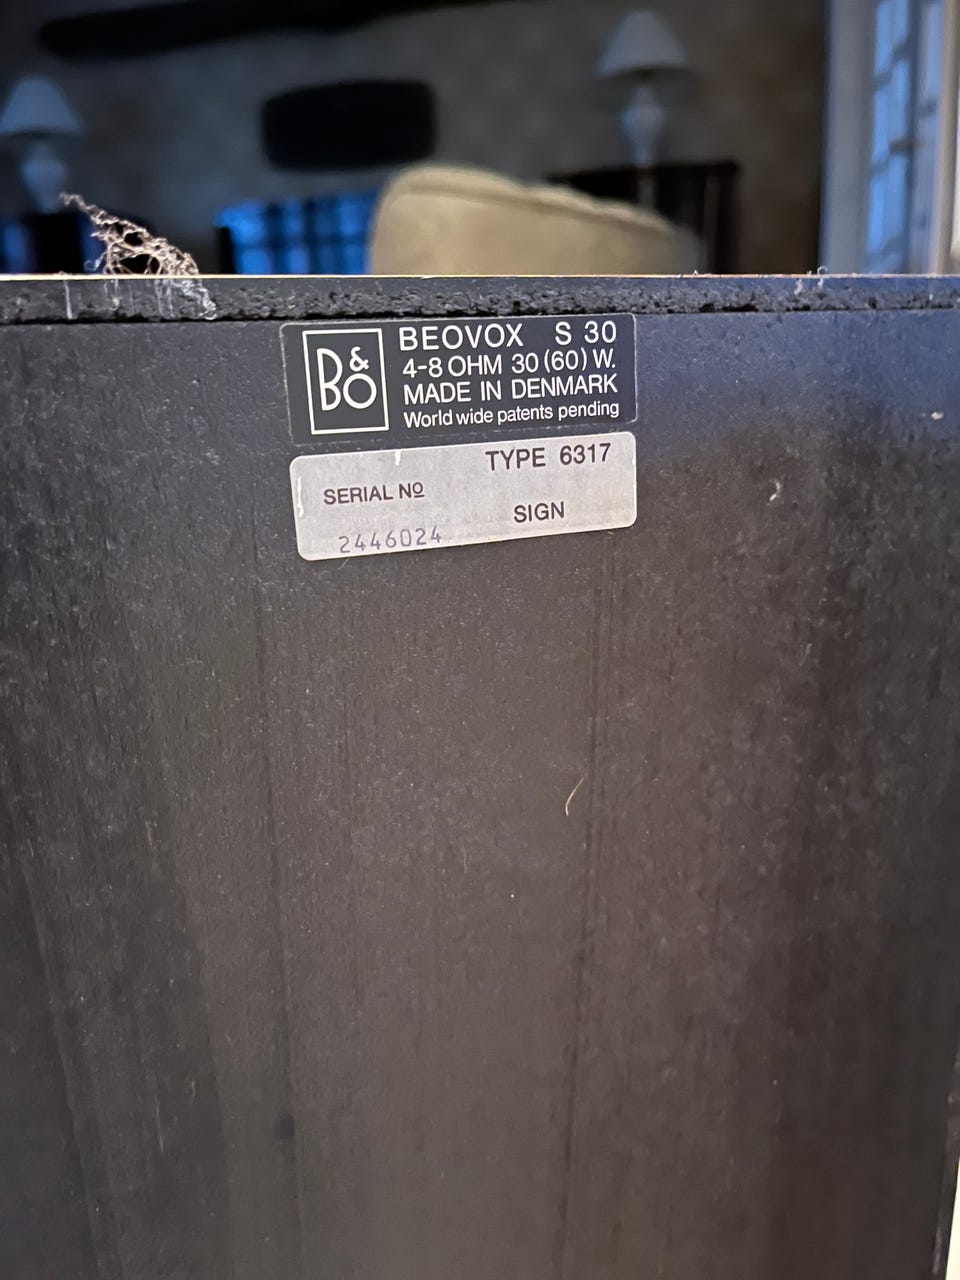 B&O
BEOVOX S 30
4-8 OHM 30 (60) W.
MADE IN DENMARK
World wide patents pending
TYPE 6317
SERIAL Nº
SIGN
2446024